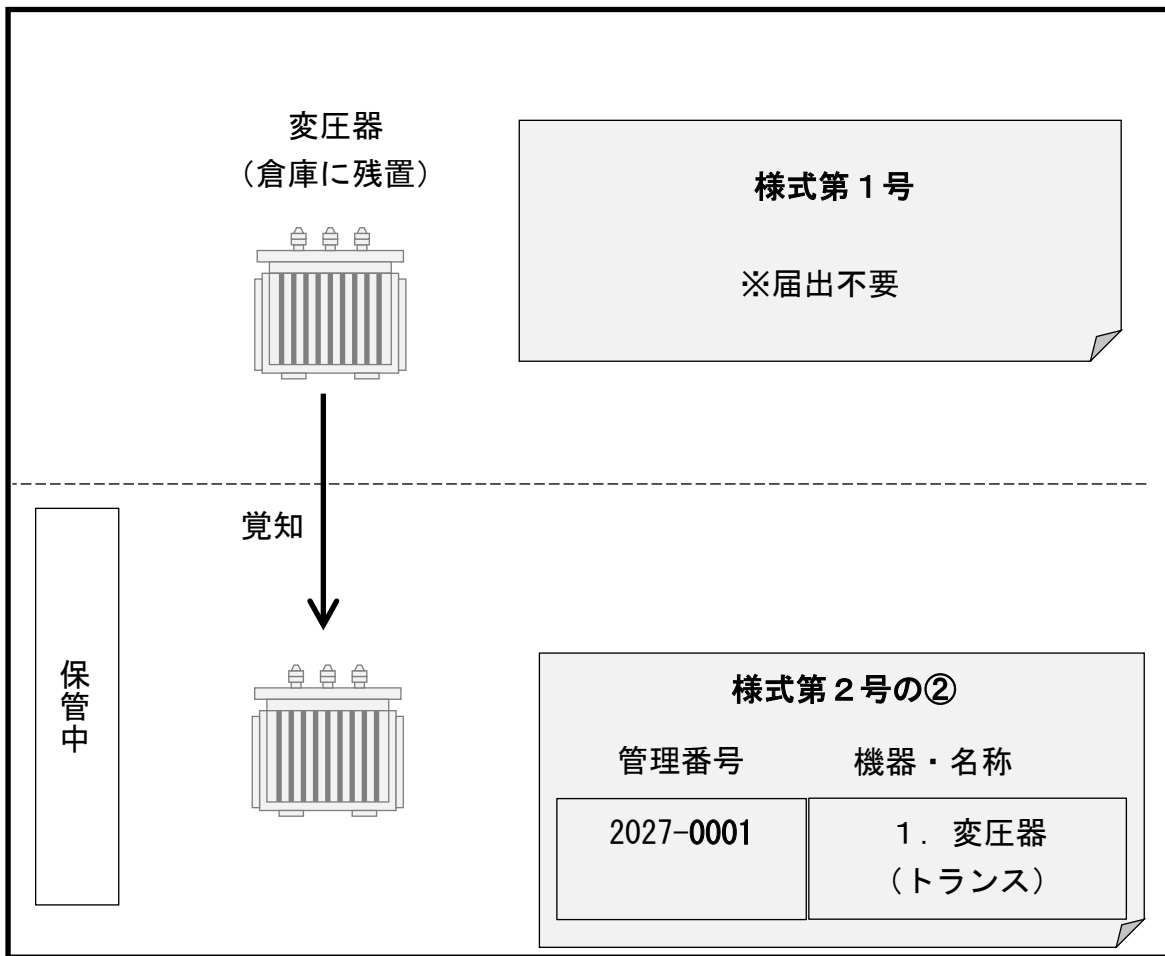 変圧器
（倉庫に残置）
様式第１号
※届出不要
覚知
保管中
様式第２号の②
管理番号
機器・名称
2027-0001
１．変圧器
（トランス）